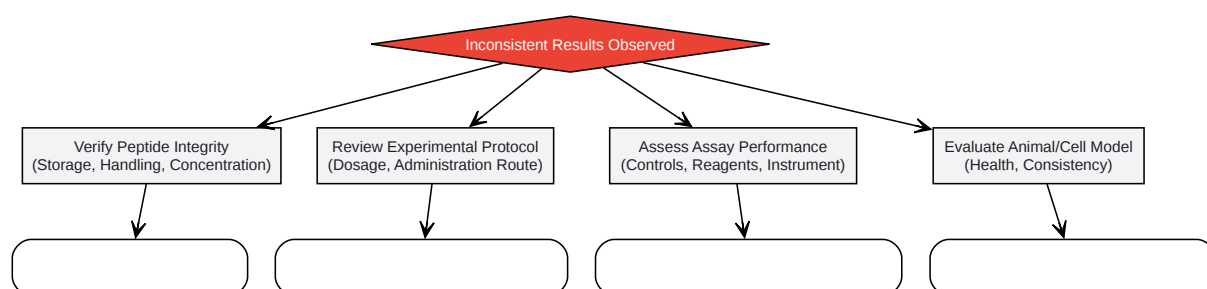 Inconsistent Results Observed
Verify Peptide Integrity
(Storage, Handling, Concentration)
Review Experimental Protocol
(Dosage, Administration Route)
Assess Assay Performance
(Controls, Reagents, Instrument)
Evaluate Animal/Cell Model
(Health, Consistency)